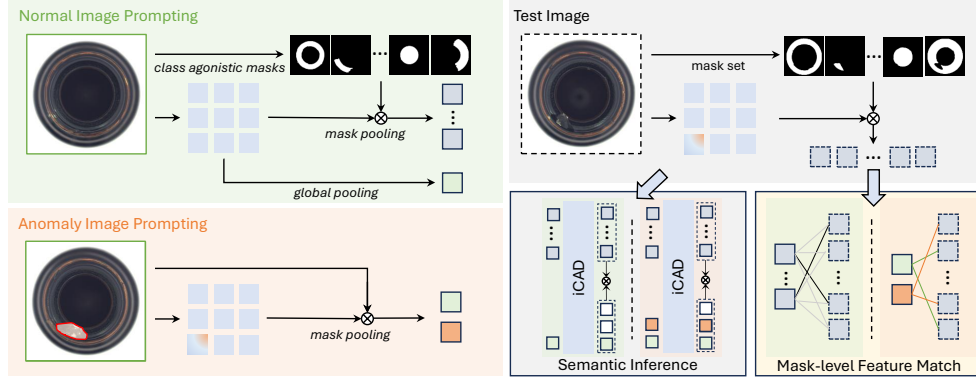 Normal Image Prompting
class agonistic masks
mask pooling
global pooling
Anomaly Image Prompting
mask pooling
Test Image
mask set
iCAD
iCAD
Semantic Inference
Mask-level Feature Match